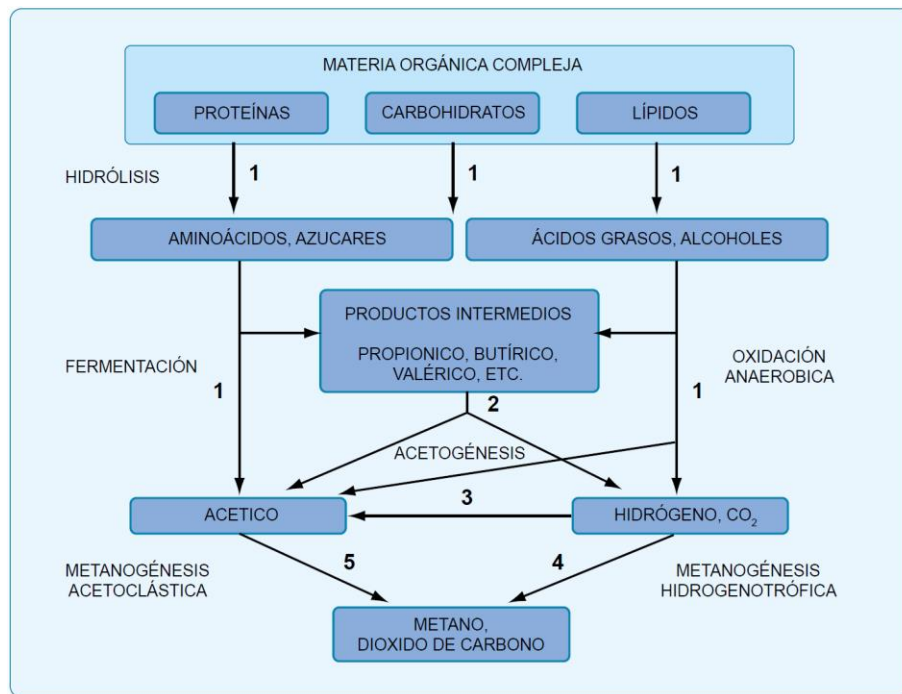 MATERIA ORGÁNICA COMPLEJA
PROTEÍNAS
CARBOHIDRATOS
LÍPIDOS
HIDRÓLISIS
1
1
1
AMINOÁCIDOS, AZUCARES
ÁCIDOS GRASOS, ALCOHOLES
PRODUCTOS INTERMEDIOS
PROPIONICO, BUTÍRICO,
VALÉRICO, ETC.
FERMENTACIÓN
OXIDACIÓN
ANAEROBICA
1
2
1
ACETOGÉNESIS
ACETICO
3
HIDRÓGENO, CO₂
METANOGÉNESIS
ACETOCLÁSTICA
5
4
METANOGÉNESIS
HIDROGENOTRÓFICA
METANO,
DIOXIDO DE CARBONO